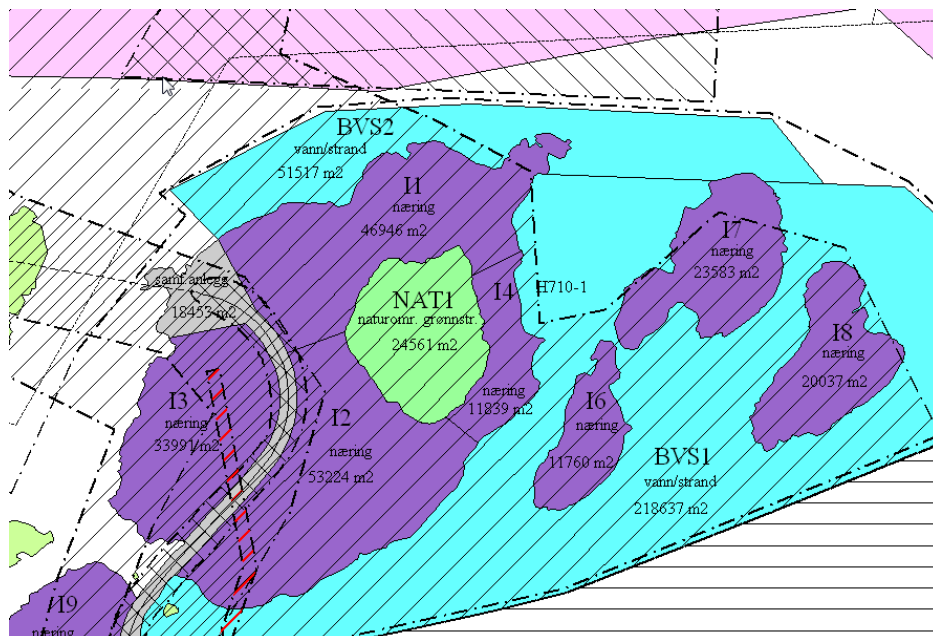 BVS2
vann/strand
51517 m2
I1
næring
46946 m2
I7
næring
23583 m2
samf.anlegg
18453 m2
NAT1
naturomr. grønnstr.
24561 m2
I4
næring
11839 m2
H710-1
I8
næring
20037 m2
I3
næring
33991 m2
I2
næring
53224 m2
I6
næring
11760 m2
BVS1
vann/strand
218637 m2
I9
næring